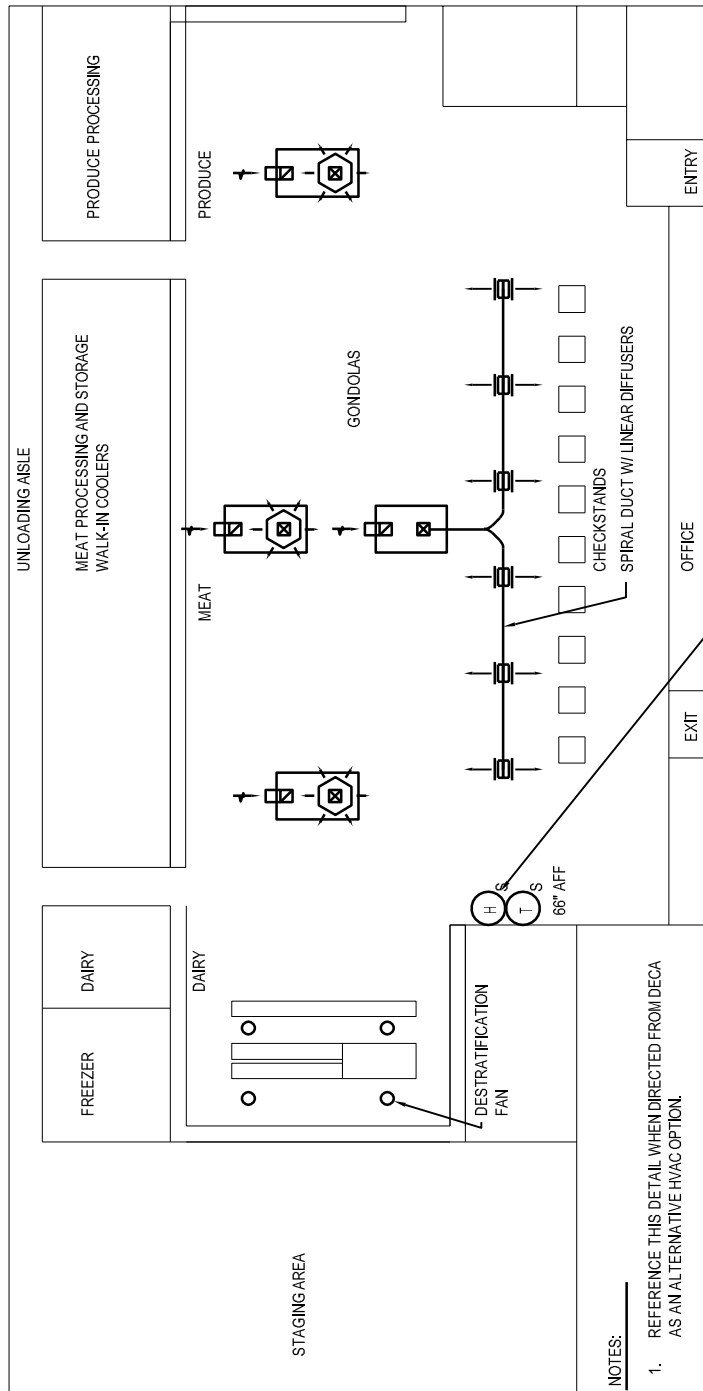 UNLOADING AISLE
FREEZER
DAIRY
MEAT PROCESSING AND STORAGE
WALK-IN COOLERS
PRODUCE PROCESSING
DAIRY
MEAT
PRODUCE
STAGING AREA
GONDOLAS
DESTRATIFICATION
FAN
H
S
T
S
66" AFF
CHECKSTANDS
SPIRAL DUCT W/ LINEAR DIFFUSERS
EXIT
OFFICE
ENTRY
NOTES:
1. REFERENCE THIS DETAIL WHEN DIRECTED FROM DECA
AS AN ALTERNATIVE HVAC OPTION.